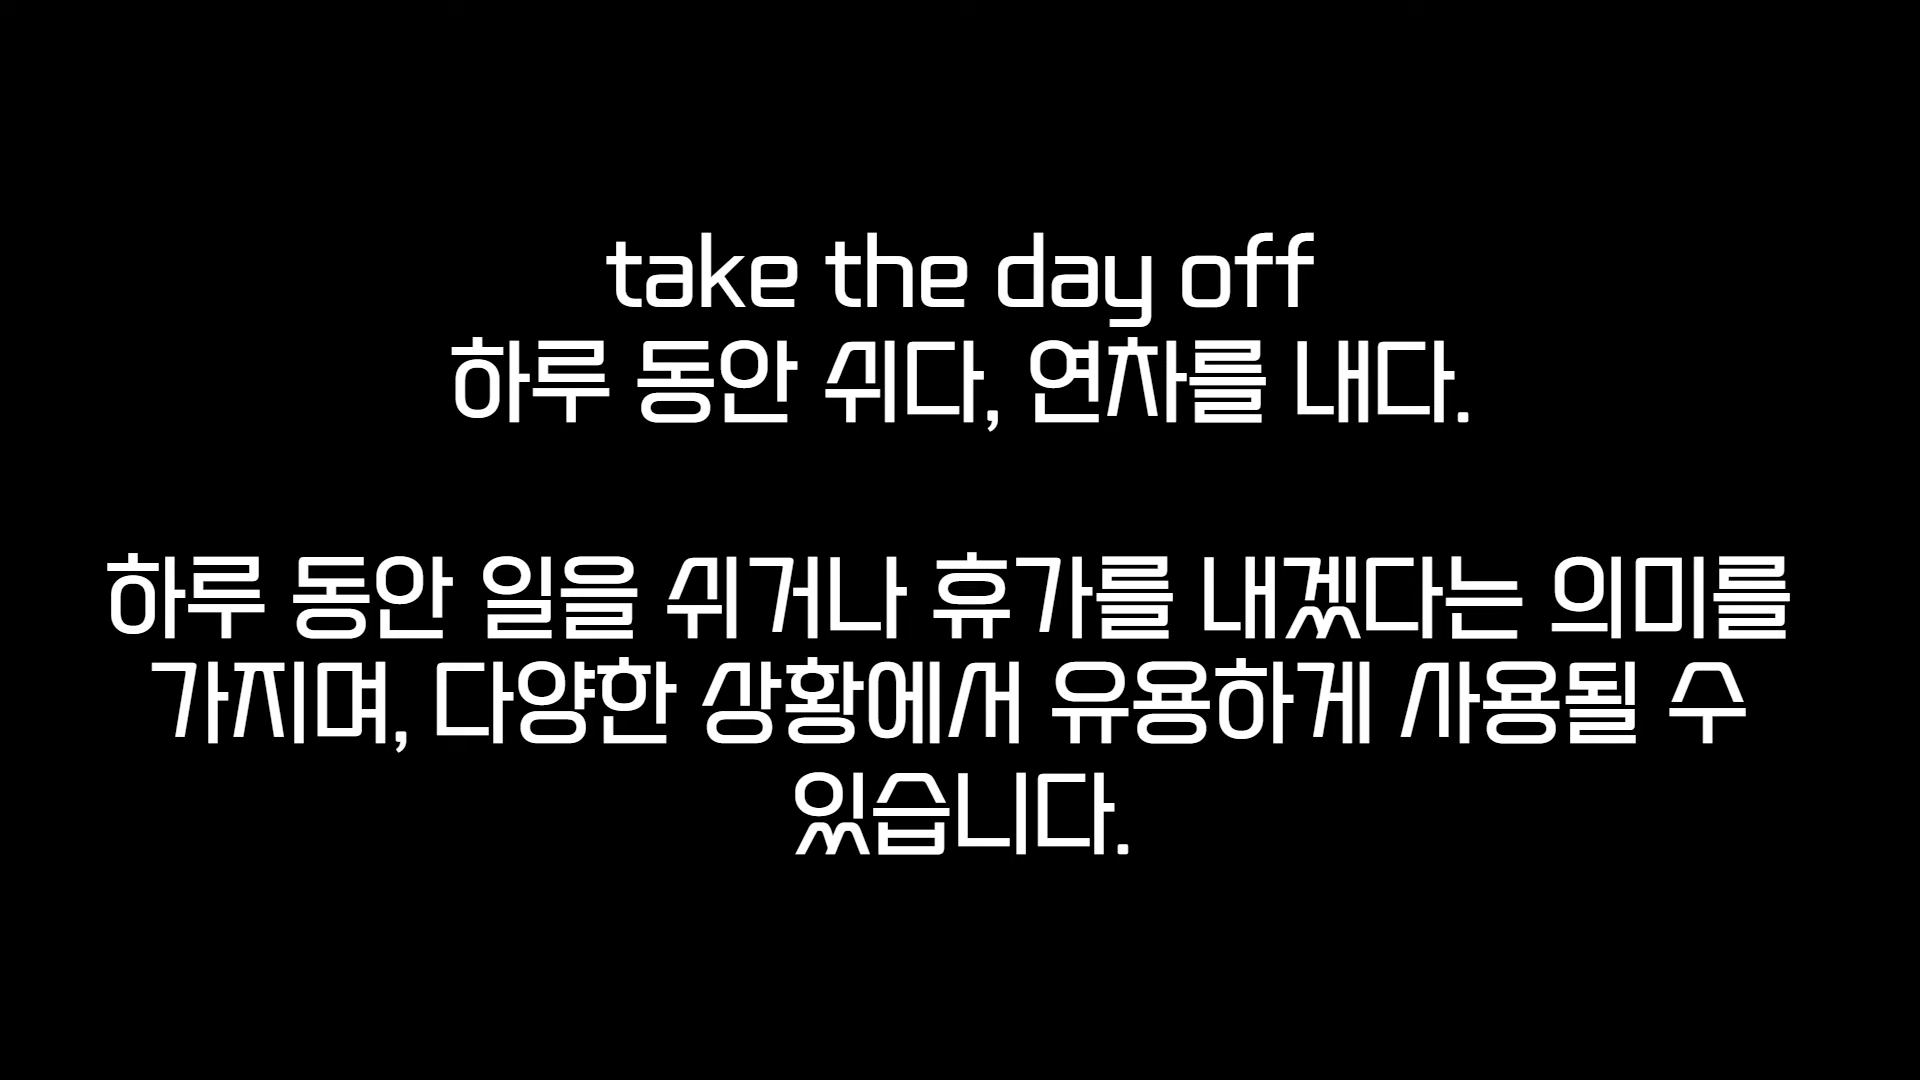 take the day off
하루 동안 쉬다, 연차를 내다.
하루 동안 일을 쉬거나 휴가를 내겠다는 의미를
가지며, 다양한 상황에서 유용하게 사용될 수
있습니다.